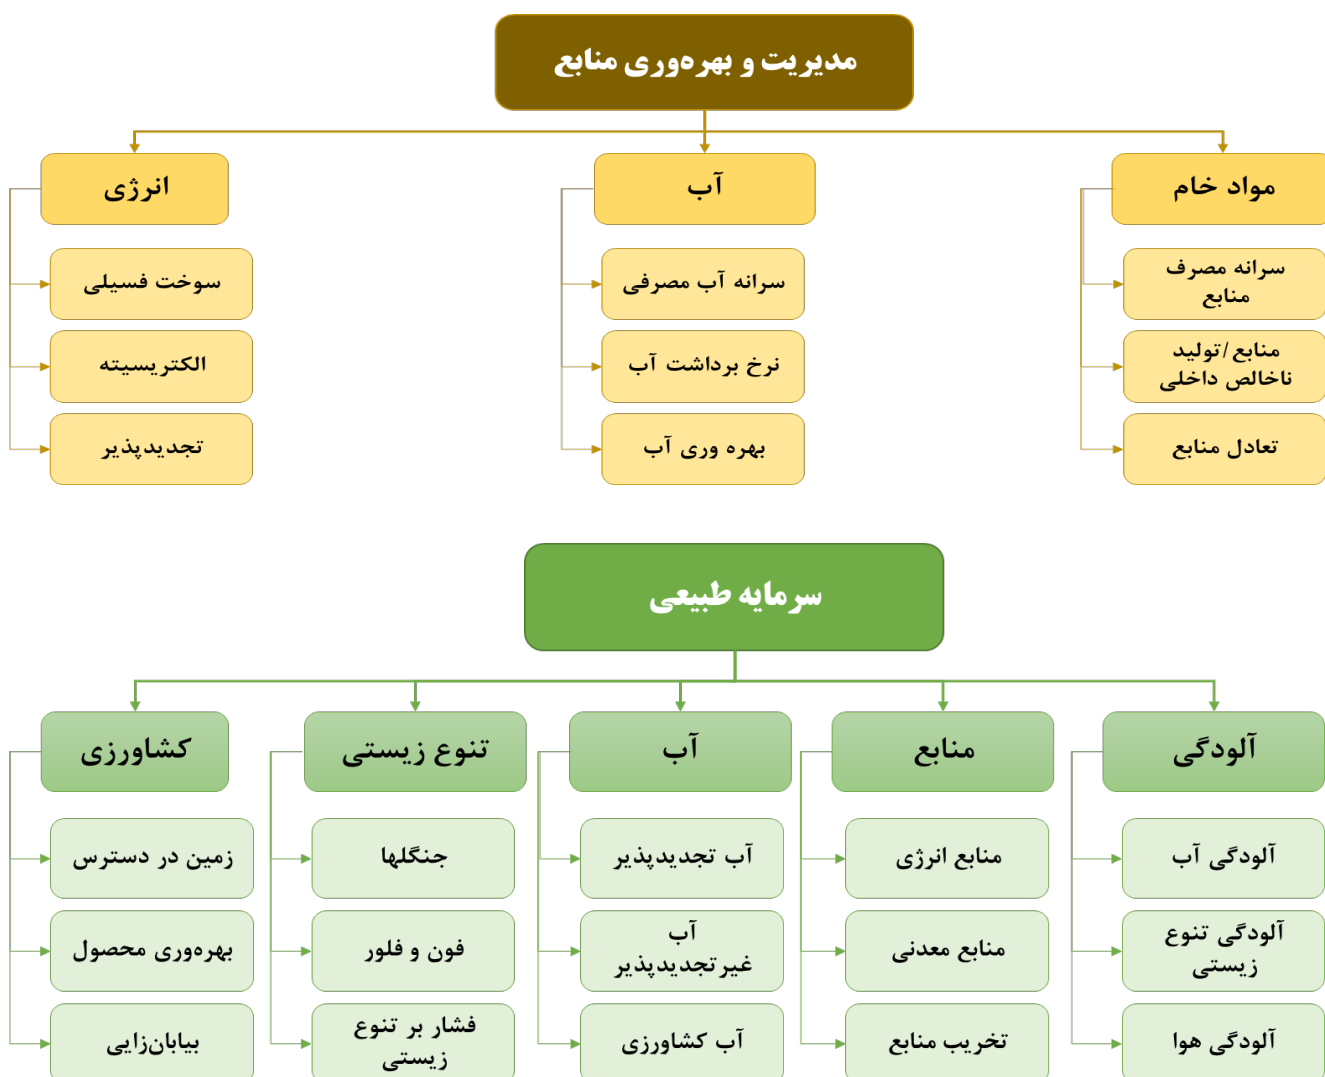 مدیریت و بهره‌وری منابع
مواد خام
آب
انرژی
سرانه مصرف
منابع
سرانه آب مصرفی
سوخت فسیلی
منابع/تولید
ناخالص داخلی
نرخ برداشت آب
الکتریسیته
تعادل منابع
بهره وری آب
تجدیدپذیر
سرمایه طبیعی
آلودگی
منابع
آب
تنوع زیستی
کشاورزی
آلودگی آب
منابع انرژی
آب تجدیدپذیر
جنگلها
زمین در دسترس
آلودگی تنوع
زیستی
منابع معدنی
آب
غیرتجدیدپذیر
فون و فلور
بهره‌وری محصول
آلودگی هوا
تخریب منابع
آب کشاورزی
فشار بر تنوع
زیستی
بیابان‌زایی